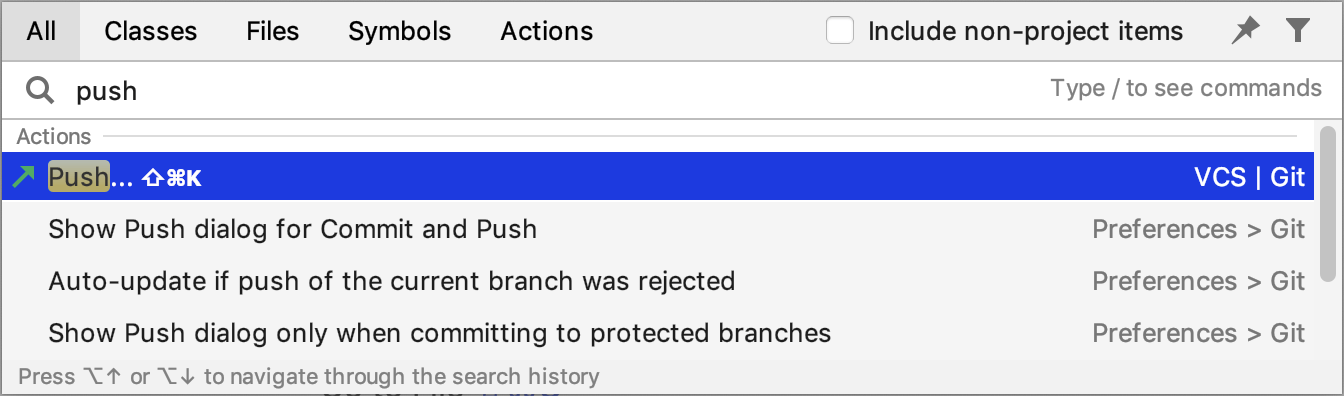 All Classes Files Symbols Actions Include non-project items
push Type / to see commands
Actions
Push... ⇧⌘K VCS | Git
Show Push dialog for Commit and Push Preferences > Git
Auto-update if push of the current branch was rejected Preferences > Git
Show Push dialog only when committing to protected branches Preferences > Git
Press ⌥↑ or ⌥↓ to navigate through the search history